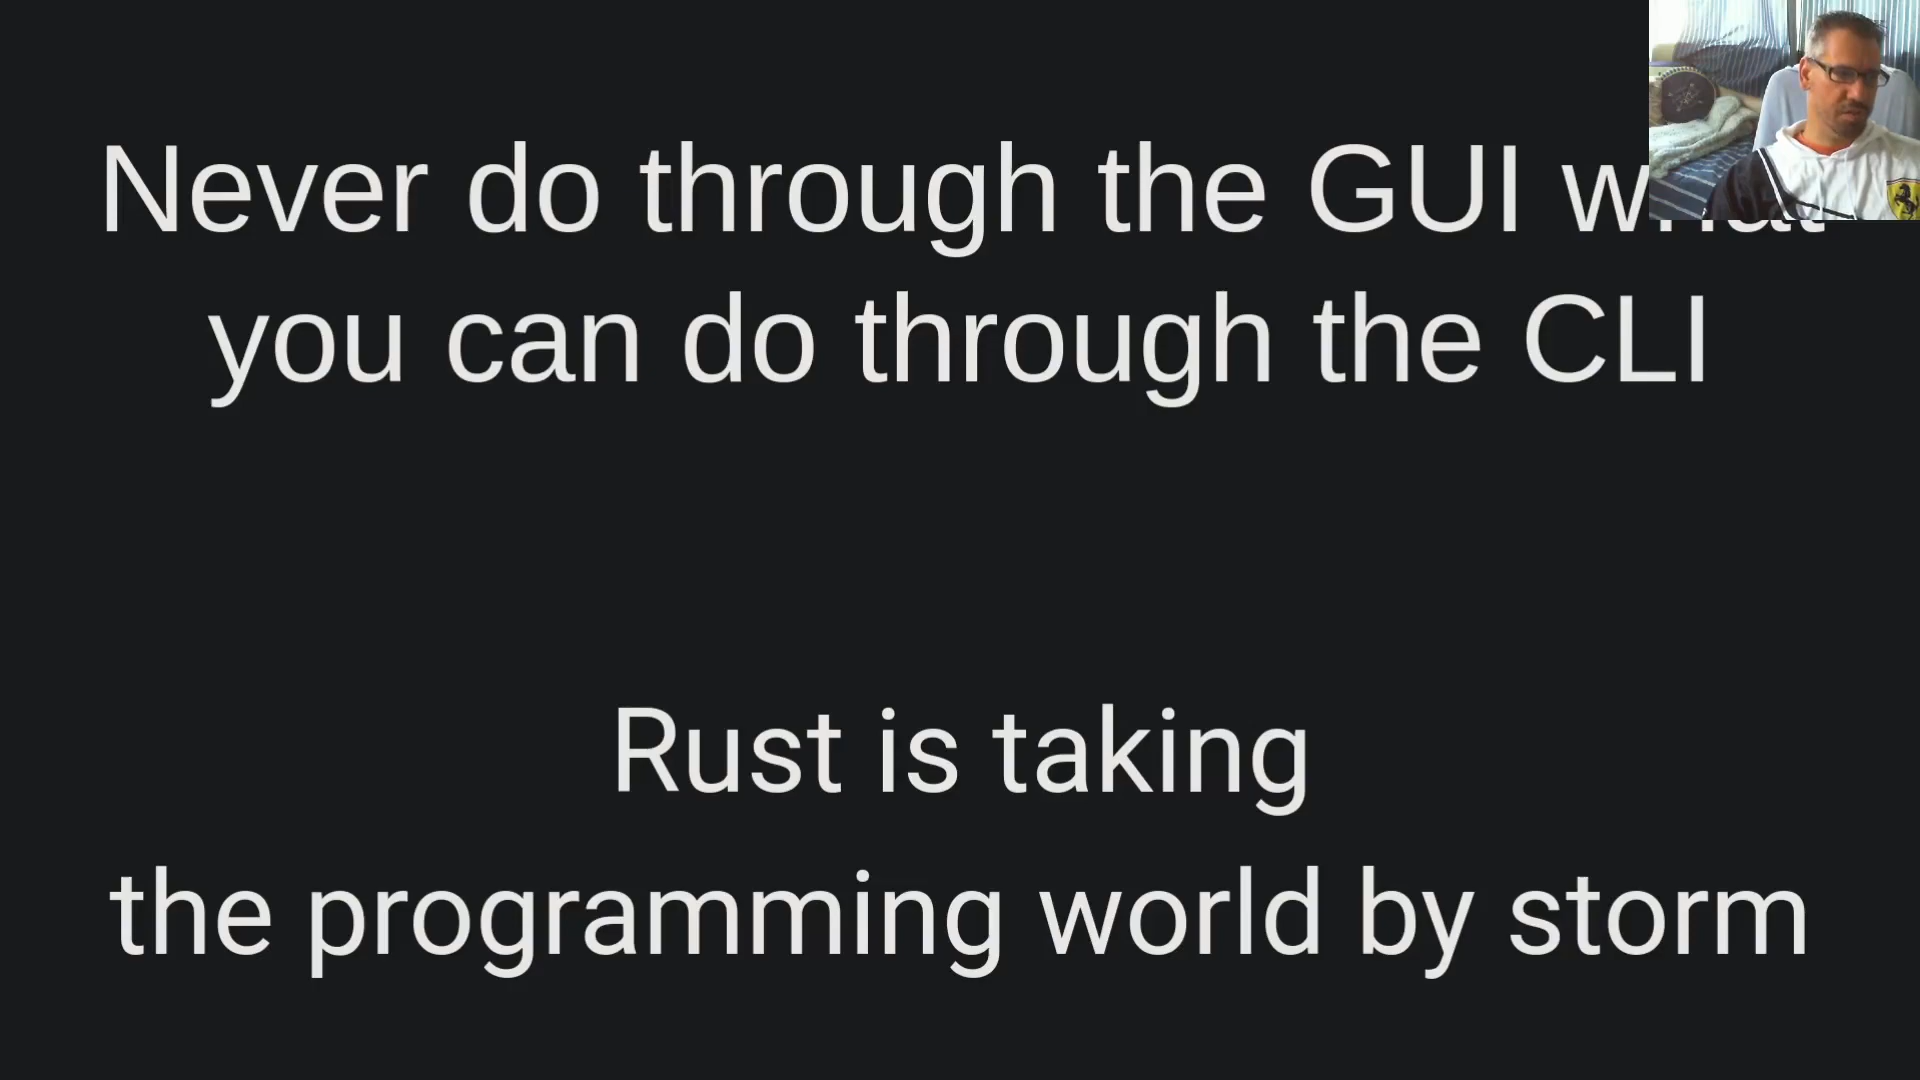 Never do through the GUI what
you can do through the CLI
Rust is taking
the programming world by storm